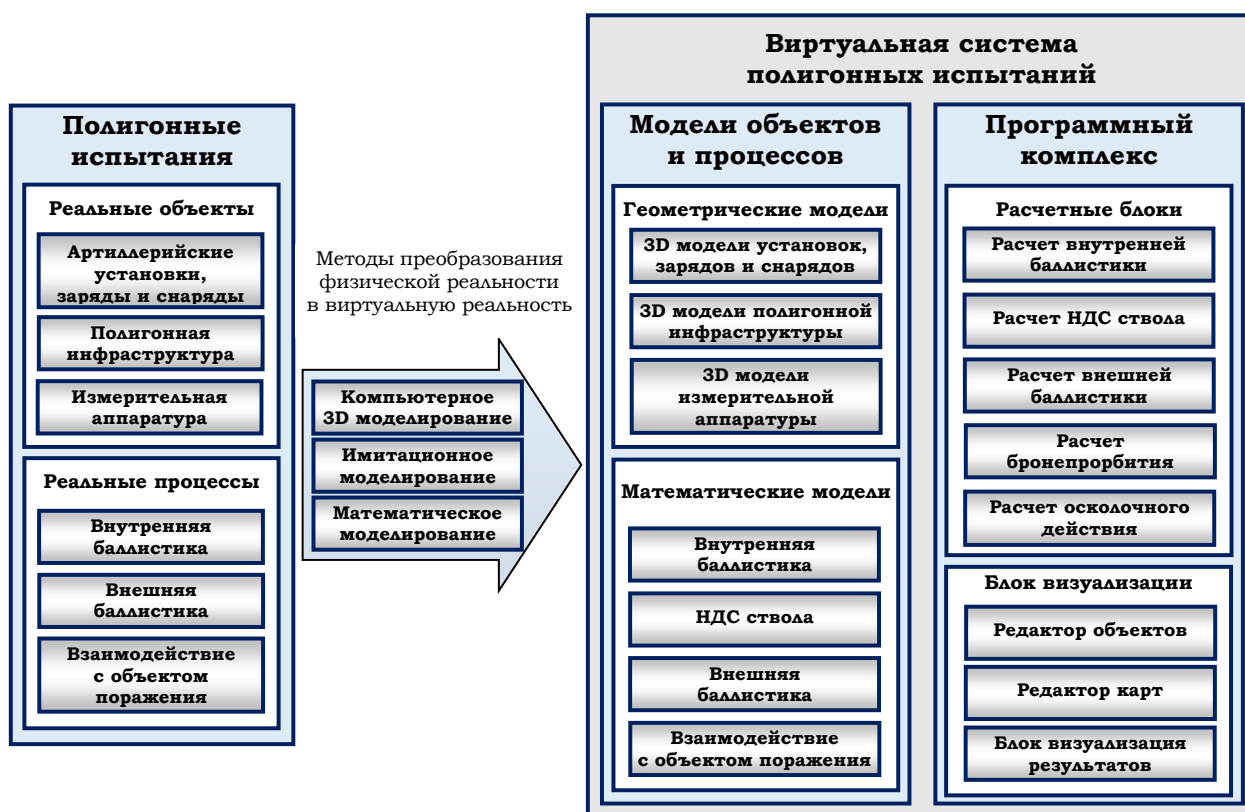 Полигонные
испытания
Реальные объекты
Артиллерийские
установки,
заряды и снаряды
Полигонная
инфраструктура
Измерительная
аппаратура
Реальные процессы
Внутренняя
баллистика
Внешняя
баллистика
Взаимодействие
с объектом
поражения
Методы преобразования
физической реальности
в виртуальную реальность
Компьютерное
3D моделирование
Имитационное
моделирование
Математическое
моделирование
Виртуальная система
полигонных испытаний
Модели объектов
и процессов
Геометрические модели
3D модели установок,
зарядов и снарядов
3D модели полигонной
инфраструктуры
3D модели
измерительной
аппаратуры
Математические модели
Внутренняя
баллистика
НДС ствола
Внешняя
баллистика
Взаимодействие
с объектом поражения
Программный
комплекс
Расчетные блоки
Расчет внутренней
баллистики
Расчет НДС ствола
Расчет внешней
баллистики
Расчет
бронепрорбития
Расчет осколочного
действия
Блок визуализации
Редактор объектов
Редактор карт
Блок визуализация
результатов